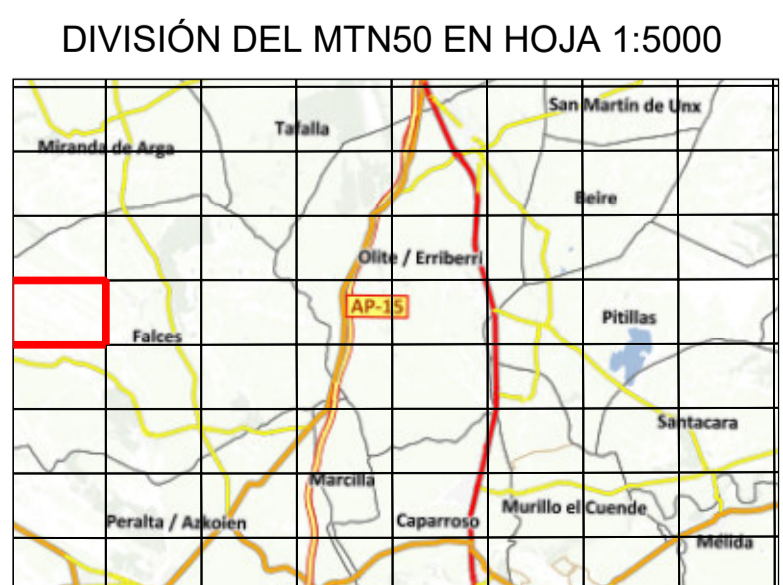 DIVISIÓN DEL MTN50 EN HOJA 1:5000
San Martín de Unx
Tafalla
Miranda de Arga
Beire
Olite / Erriberri
AP-15
Pitillas
Falces
Santacara
Marcilla
Murillo el Cuende
Peralta / Azkoien
Caparroso
Mélida